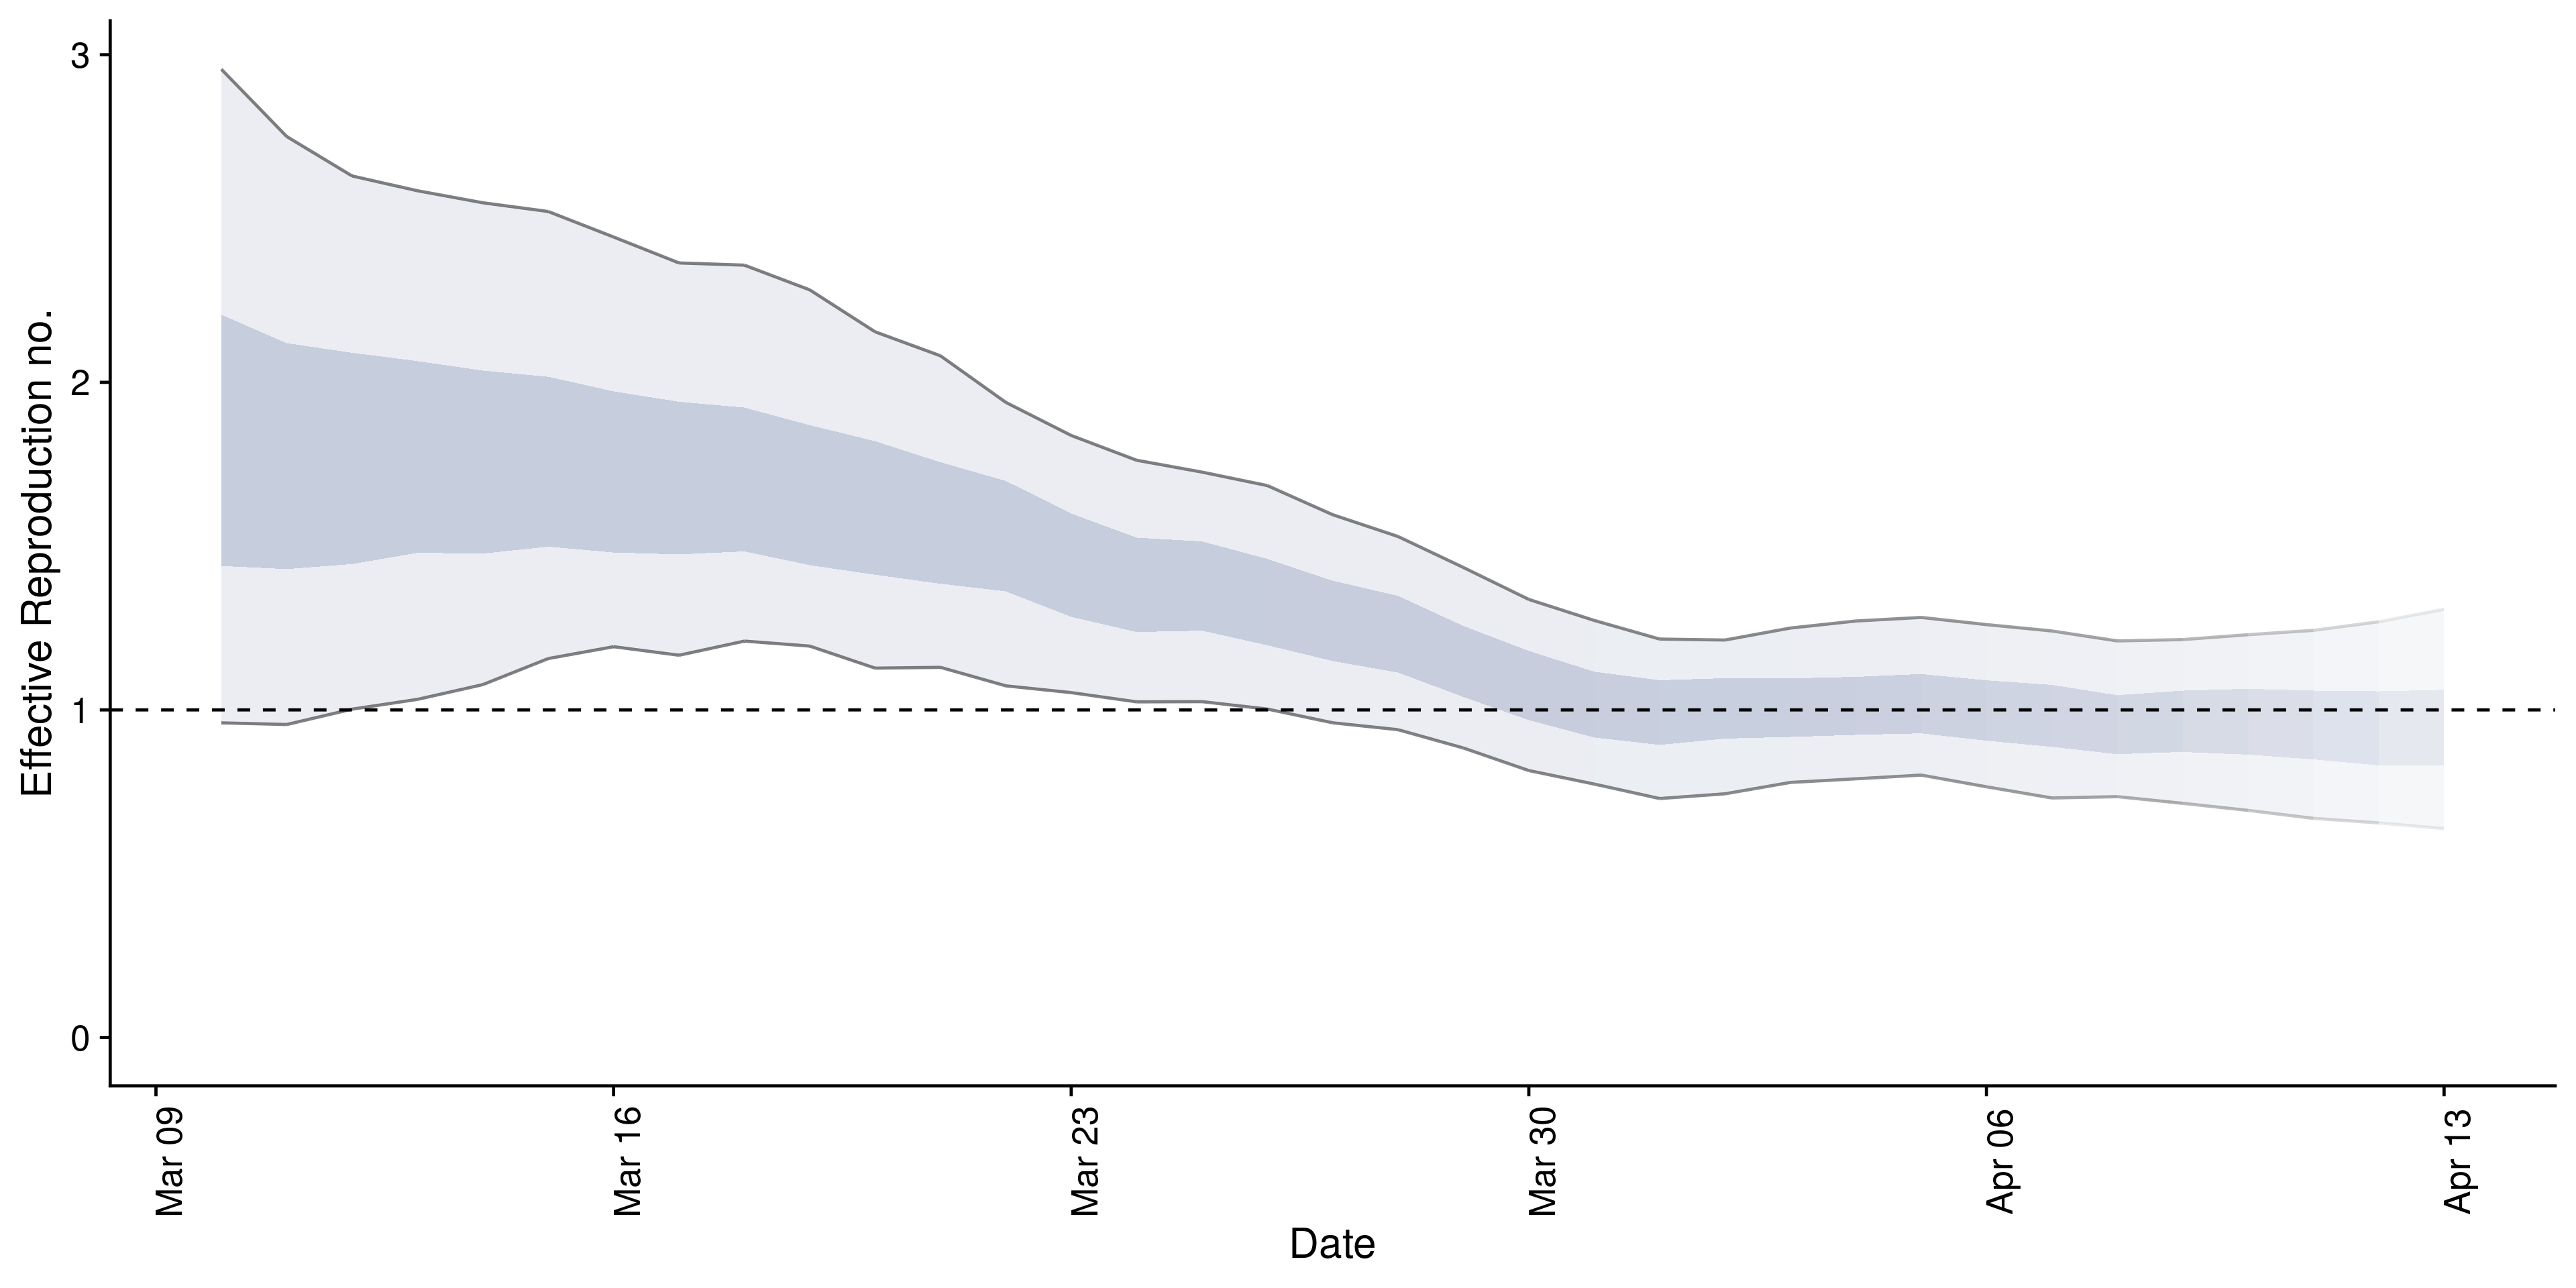 Effective Reproduction no.
3
2
1
0
Mar 09
Mar 16
Mar 23
Mar 30
Apr 06
Apr 13
Date